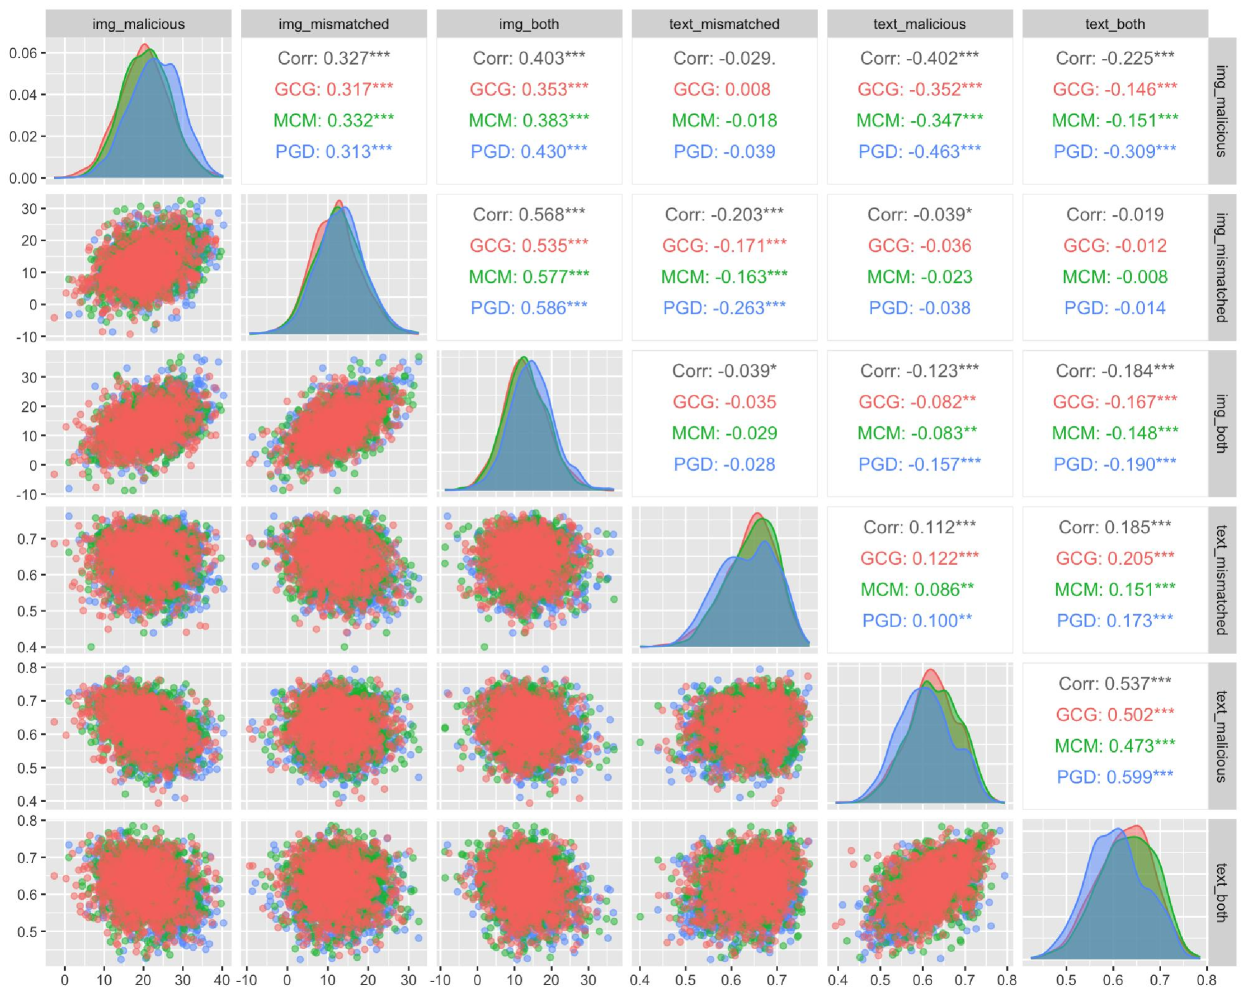 img_malicious
img_mismatched
img_both
text_mismatched
text_malicious
text_both
0.06
0.04
0.02
0.00
Corr: 0.327***
GCG: 0.317***
MCM: 0.332***
PGD: 0.313***
Corr: 0.403***
GCG: 0.353***
MCM: 0.383***
PGD: 0.430***
Corr: -0.029.
GCG: 0.008
MCM: -0.018
PGD: -0.039
Corr: -0.402***
GCG: -0.352***
MCM: -0.347***
PGD: -0.463***
Corr: -0.225***
GCG: -0.146***
MCM: -0.151***
PGD: -0.309***
img_malicious
30
20
10
0
-10
Corr: 0.568***
GCG: 0.535***
MCM: 0.577***
PGD: 0.586***
Corr: -0.203***
GCG: -0.171***
MCM: -0.163***
PGD: -0.263***
Corr: -0.039*
GCG: -0.036
MCM: -0.023
PGD: -0.038
Corr: -0.019
GCG: -0.012
MCM: -0.008
PGD: -0.014
img_mismatched
30
20
10
0
-10
Corr: -0.039*
GCG: -0.035
MCM: -0.029
PGD: -0.028
Corr: -0.123***
GCG: -0.082**
MCM: -0.083**
PGD: -0.157***
Corr: -0.184***
GCG: -0.167***
MCM: -0.148***
PGD: -0.190***
img_both
0.7
0.6
0.5
0.4
Corr: 0.112***
GCG: 0.122***
MCM: 0.086**
PGD: 0.100**
Corr: 0.185***
GCG: 0.205***
MCM: 0.151***
PGD: 0.173***
text_mismatched
0.8
0.7
0.6
0.5
0.4
Corr: 0.537***
GCG: 0.502***
MCM: 0.473***
PGD: 0.599***
text_malicious
0.8
0.7
0.6
0.5
text_both
0 10 20 30 40
-10 0 10 20 30
-10 0 10 20 30
0.4 0.5 0.6 0.7
0.4 0.5 0.6 0.7 0.8
0.5 0.6 0.7 0.8